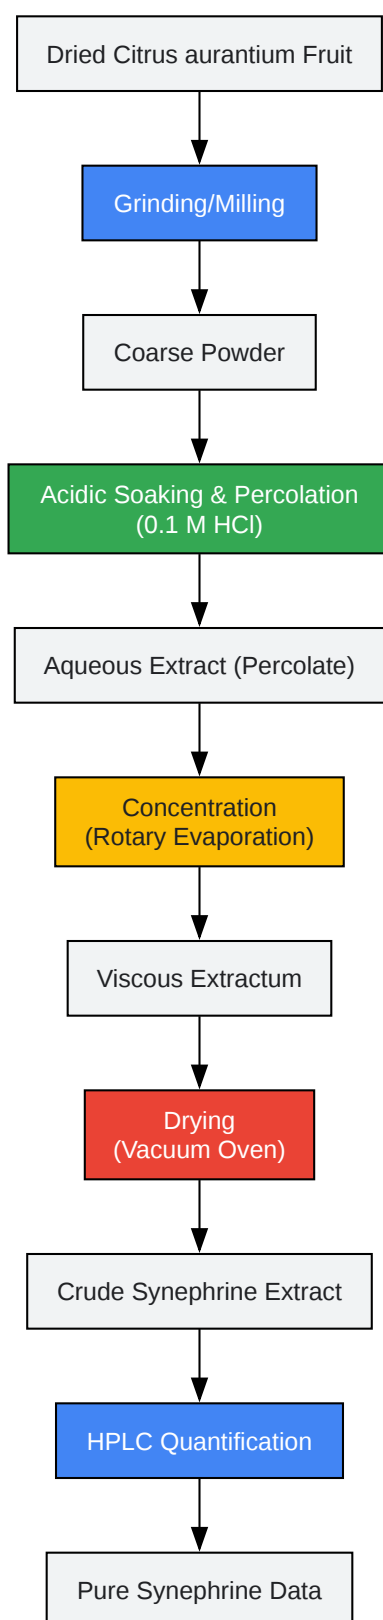 Dried Citrus aurantium Fruit
Grinding/Milling
Coarse Powder
Acidic Soaking & Percolation
(0.1 M HCl)
Aqueous Extract (Percolate)
Concentration
(Rotary Evaporation)
Viscous Extractum
Drying
(Vacuum Oven)
Crude Synephrine Extract
HPLC Quantification
Pure Synephrine Data